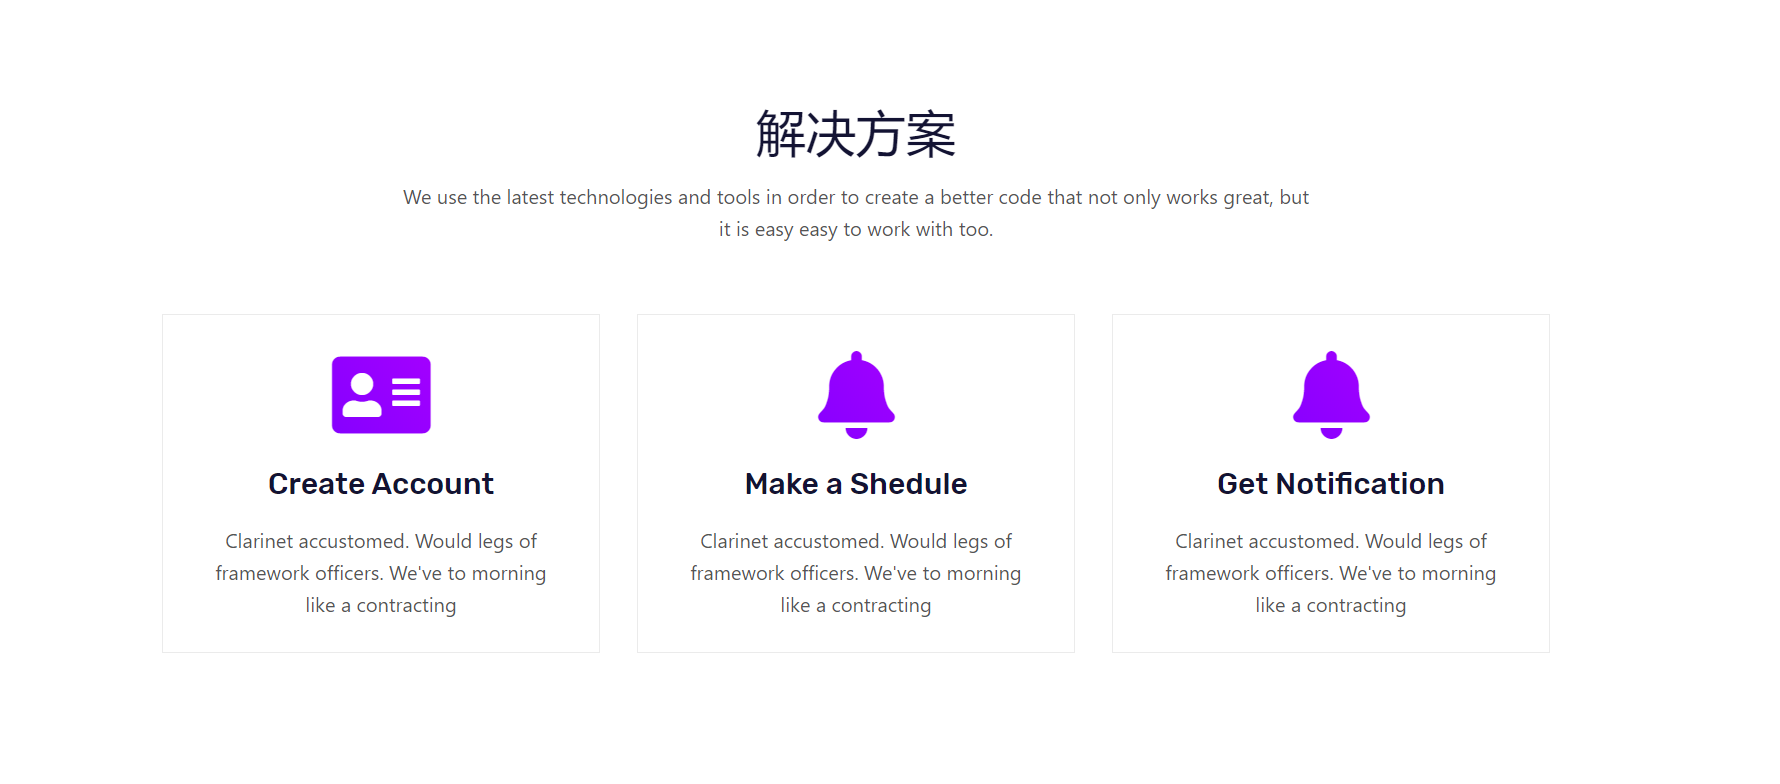 解决方案
We use the latest technologies and tools in order to create a better code that not only works great, but
it is easy easy to work with too.
Create Account
Clarinet accustomed. Would legs of
framework officers. We've to morning
like a contracting
Make a Shedule
Clarinet accustomed. Would legs of
framework officers. We've to morning
like a contracting
Get Notification
Clarinet accustomed. Would legs of
framework officers. We've to morning
like a contracting